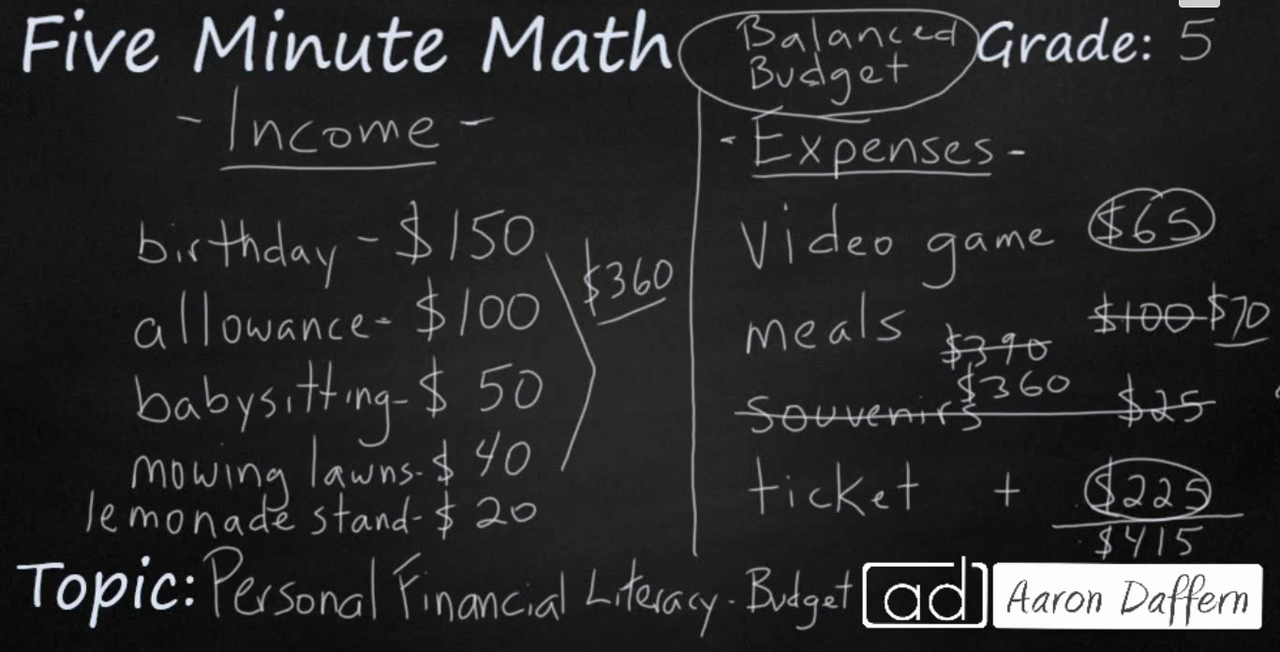 Five Minute Math
Balanced
Budget
Grade: 5
- Income -
birthday - $150
allowance - $100
babysitting - $ 50
mowing lawns - $ 40
lemonade stand - $ 20
$360
- Expenses -
Video game $65
meals $100 $70
$390
$360
souvenirs $25
ticket + $225
$415
Topic: Personal Financial Literacy - Budget
ad Aaron Daffern